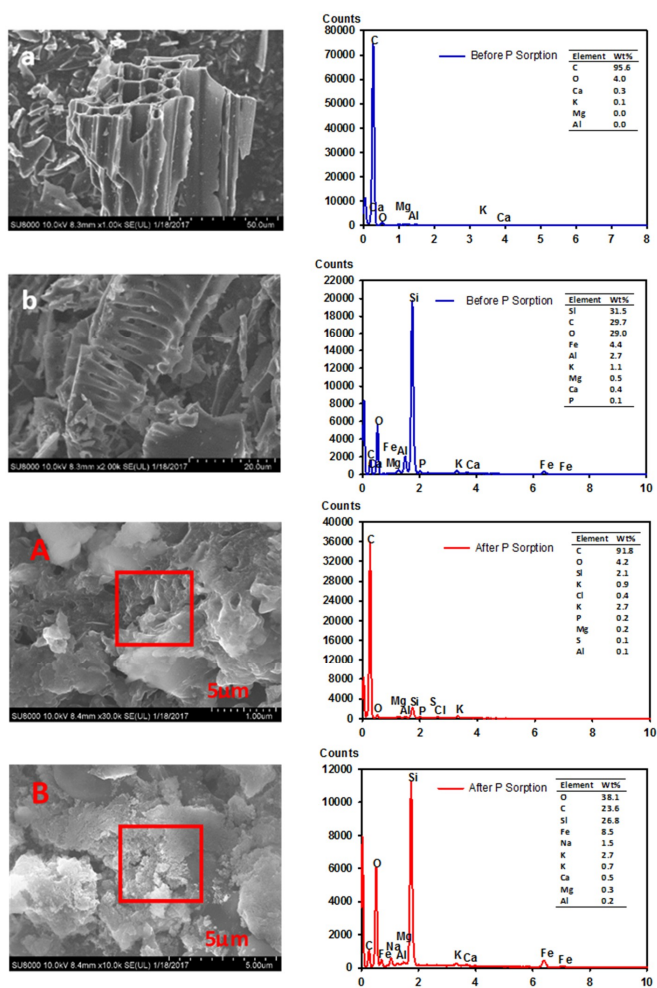 a
SU8000 10.0kV 8.3mm x1.00k SE(UL) 1/18/2017 50.0um
Counts
80000
70000
60000
50000
40000
30000
20000
10000
0
C
Before P Sorption
Element Wt%
C 95.6
O 4.0
Ca 0.3
K 0.1
Mg 0.0
Al 0.0
Ca
O
Mg
Al
K
Ca
0 1 2 3 4 5 6 7 8
b
SU8000 10.0kV 8.3mm x2.00k SE(UL) 1/18/2017 20.0um
Counts
22000
20000
18000
16000
14000
12000
10000
8000
6000
4000
2000
0
Si
Before P Sorption
Element Wt%
Si 31.5
C 29.7
O 29.0
Fe 4.4
Al 2.7
K 1.1
Mg 0.5
Ca 0.4
P 0.1
O
Fe
Al
C
Ca
Mg
P
K
Ca
Fe
Fe
0 2 4 6 8 10
A
5μm
SU8000 10.0kV 8.4mm x30.0k SE(UL) 1/18/2017 1.00um
Counts
40000
36000
32000
28000
24000
20000
16000
12000
8000
4000
0
C
After P Sorption
Element Wt%
C 91.8
O 4.2
Si 2.1
K 0.9
Cl 0.4
K 2.7
P 0.2
Mg 0.2
S 0.1
Al 0.1
O
Mg
Al
Si
P
S
Cl
K
0 2 4 6 8 10
B
5μm
SU8000 10.0kV 8.4mm x10.0k SE(UL) 1/18/2017 5.00um
Counts
12000
10000
8000
6000
4000
2000
0
Si
After P Sorption
Element Wt%
O 38.1
C 23.6
Si 26.8
Fe 8.5
Na 1.5
K 2.7
K 0.7
Ca 0.5
Mg 0.3
Al 0.2
O
C
Fe
Na
Mg
Al
K
Ca
Fe
Fe
0 2 4 6 8 10